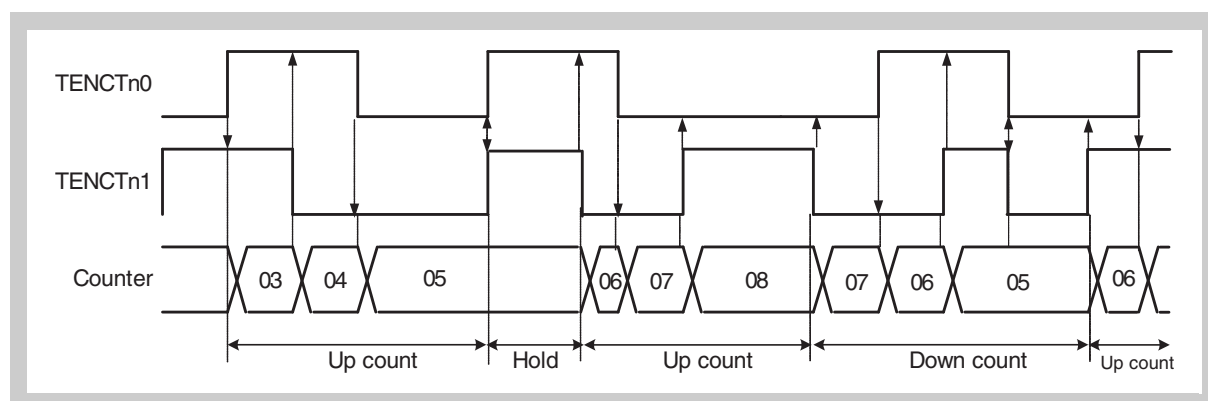 TENCTn0
TENCTn1
Counter 03 04 05 06 07 08 07 06 05 06
Up count Hold Up count Down count Up count